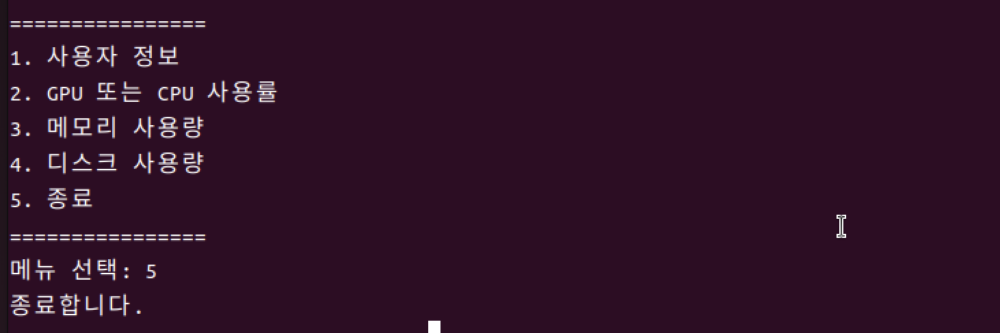 ================
1. 사용자 정보
2. GPU 또는 CPU 사용률
3. 메모리 사용량
4. 디스크 사용량
5. 종료
================
메뉴 선택: 5
종료합니다.